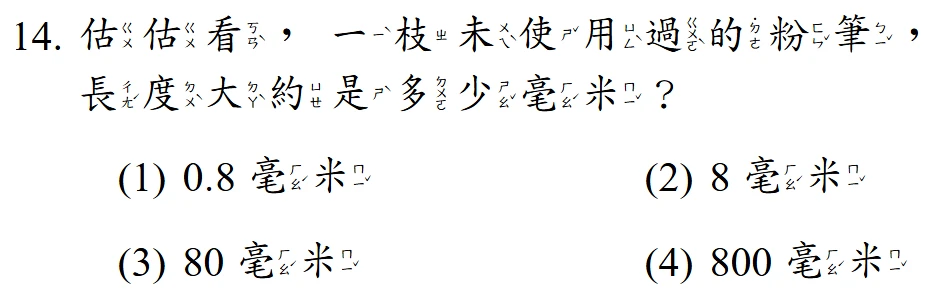 14. 估估看，一枝未使用過的粉筆，
長度大約是多少毫米？
(1) 0.8 毫米 (2) 8 毫米
(3) 80 毫米 (4) 800 毫米